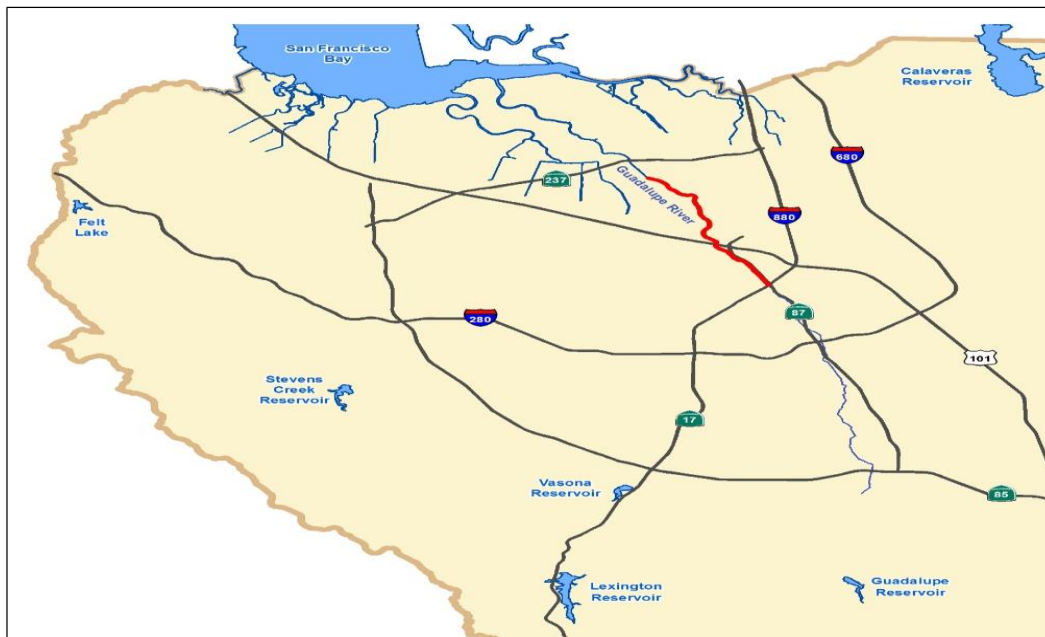 San Francisco
Bay
Calaveras
Reservoir
680
237
Guadalupe River
Felt
Lake
880
87
280
101
Stevens
Creek
Reservoir
17
Vasona
Reservoir
85
Lexington
Reservoir
Guadalupe
Reservoir